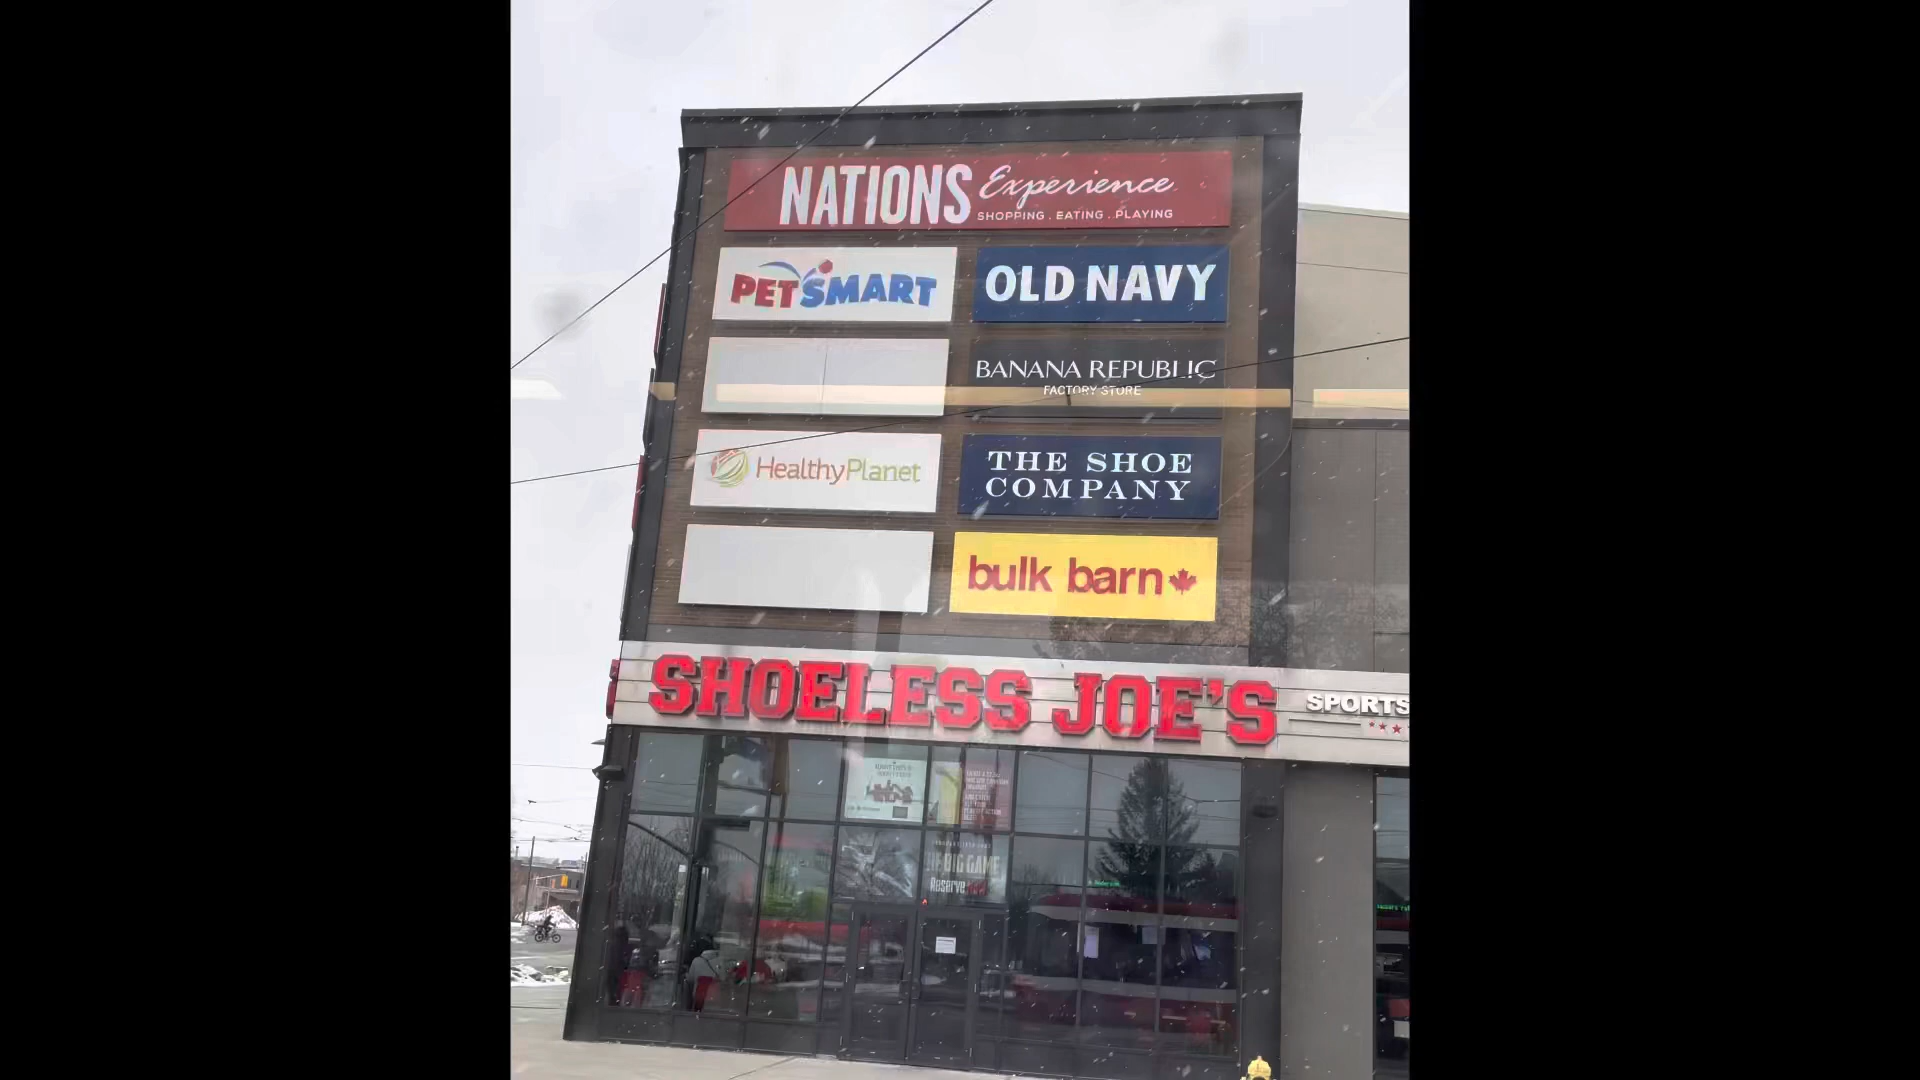 NATIONS Experience
SHOPPING . EATING . PLAYING
PETSMART
OLD NAVY
BANANA REPUBLIC
FACTORY STORE
HealthyPlanet
THE SHOE
COMPANY
bulk barn
SHOELESS JOE'S
SPORTS
BIG GAME
Reserve